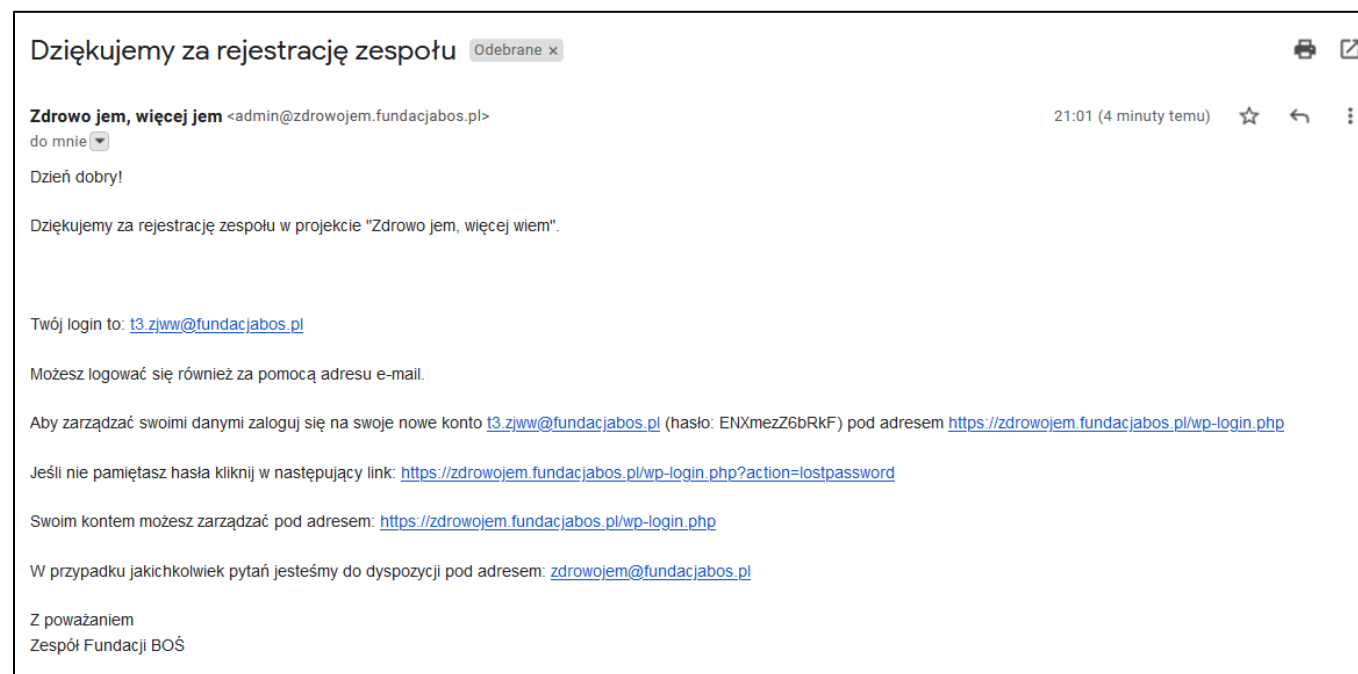 Dziękujemy za rejestrację zespołu Odebrane x
Zdrowo jem, więcej jem <admin@zdrowojem.fundacjabos.pl> 21:01 (4 minuty temu)
do mnie
Dzień dobry!
Dziękujemy za rejestrację zespołu w projekcie "Zdrowo jem, więcej wiem".
Twój login to: t3.zjww@fundacjabos.pl
Możesz logować się również za pomocą adresu e-mail.
Aby zarządzać swoimi danymi zaloguj się na swoje nowe konto t3.zjww@fundacjabos.pl (hasło: ENXmezZ6bRkF) pod adresem https://zdrowojem.fundacjabos.pl/wp-login.php
Jeśli nie pamiętasz hasła kliknij w następujący link: https://zdrowojem.fundacjabos.pl/wp-login.php?action=lostpassword
Swoim kontem możesz zarządzać pod adresem: https://zdrowojem.fundacjabos.pl/wp-login.php
W przypadku jakichkolwiek pytań jesteśmy do dyspozycji pod adresem: zdrowojem@fundacjabos.pl
Z poważaniem
Zespół Fundacji BOŚ